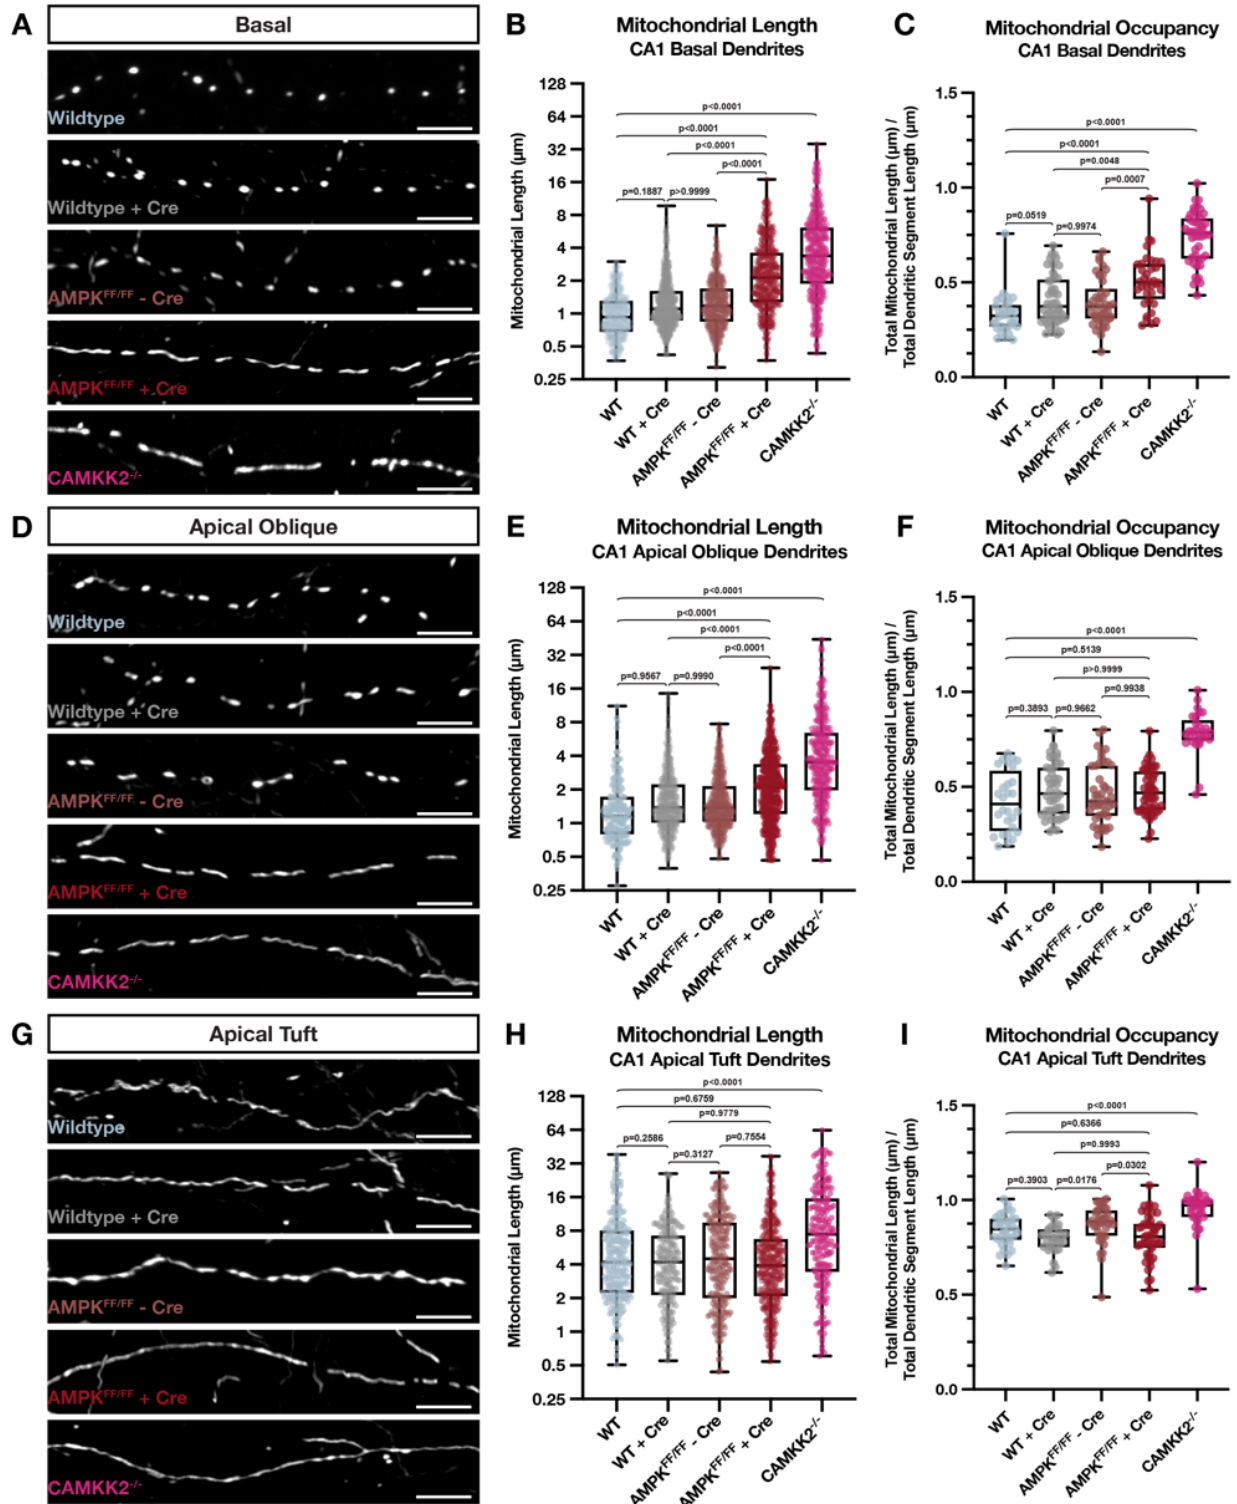 A
Basal
Wildtype
Wildtype + Cre
AMPKFF/FF - Cre
AMPKFF/FF + Cre
CAMKK2-/-
B
Mitochondrial Length
CA1 Basal Dendrites
Mitochondrial Length (µm)
128
64
32
16
8
4
2
1
0.5
0.25
p<0.0001
p<0.0001
p<0.0001
p<0.0001
p=0.1887
p>0.9999
WT
WT + Cre
AMPKFF/FF - Cre
AMPKFF/FF + Cre
CAMKK2-/-
C
Mitochondrial Occupancy
CA1 Basal Dendrites
Total Mitochondrial Length (µm) /
Total Dendritic Segment Length (µm)
1.5
1.0
0.5
0.0
p<0.0001
p<0.0001
p=0.0048
p=0.0007
p=0.0519
p=0.9974
WT
WT + Cre
AMPKFF/FF - Cre
AMPKFF/FF + Cre
CAMKK2-/-
D
Apical Oblique
Wildtype
Wildtype + Cre
AMPKFF/FF - Cre
AMPKFF/FF + Cre
CAMKK2-/-
E
Mitochondrial Length
CA1 Apical Oblique Dendrites
Mitochondrial Length (µm)
128
64
32
16
8
4
2
1
0.5
0.25
p<0.0001
p<0.0001
p<0.0001
p<0.0001
p=0.9567
p=0.9990
WT
WT + Cre
AMPKFF/FF - Cre
AMPKFF/FF + Cre
CAMKK2-/-
F
Mitochondrial Occupancy
CA1 Apical Oblique Dendrites
Total Mitochondrial Length (µm) /
Total Dendritic Segment Length (µm)
1.5
1.0
0.5
0.0
p<0.0001
p=0.5139
p>0.9999
p=0.9938
p=0.3893
p=0.9662
WT
WT + Cre
AMPKFF/FF - Cre
AMPKFF/FF + Cre
CAMKK2-/-
G
Apical Tuft
Wildtype
Wildtype + Cre
AMPKFF/FF - Cre
AMPKFF/FF + Cre
CAMKK2-/-
H
Mitochondrial Length
CA1 Apical Tuft Dendrites
Mitochondrial Length (µm)
128
64
32
16
8
4
2
1
0.5
0.25
p<0.0001
p=0.6759
p=0.9779
p=0.2586
p=0.7554
p=0.3127
WT
WT + Cre
AMPKFF/FF - Cre
AMPKFF/FF + Cre
CAMKK2-/-
I
Mitochondrial Occupancy
CA1 Apical Tuft Dendrites
Total Mitochondrial Length (µm) /
Total Dendritic Segment Length (µm)
1.5
1.0
0.5
0.0
p<0.0001
p=0.6366
p=0.9993
p=0.0302
p=0.3903
p=0.0176
WT
WT + Cre
AMPKFF/FF - Cre
AMPKFF/FF + Cre
CAMKK2-/-